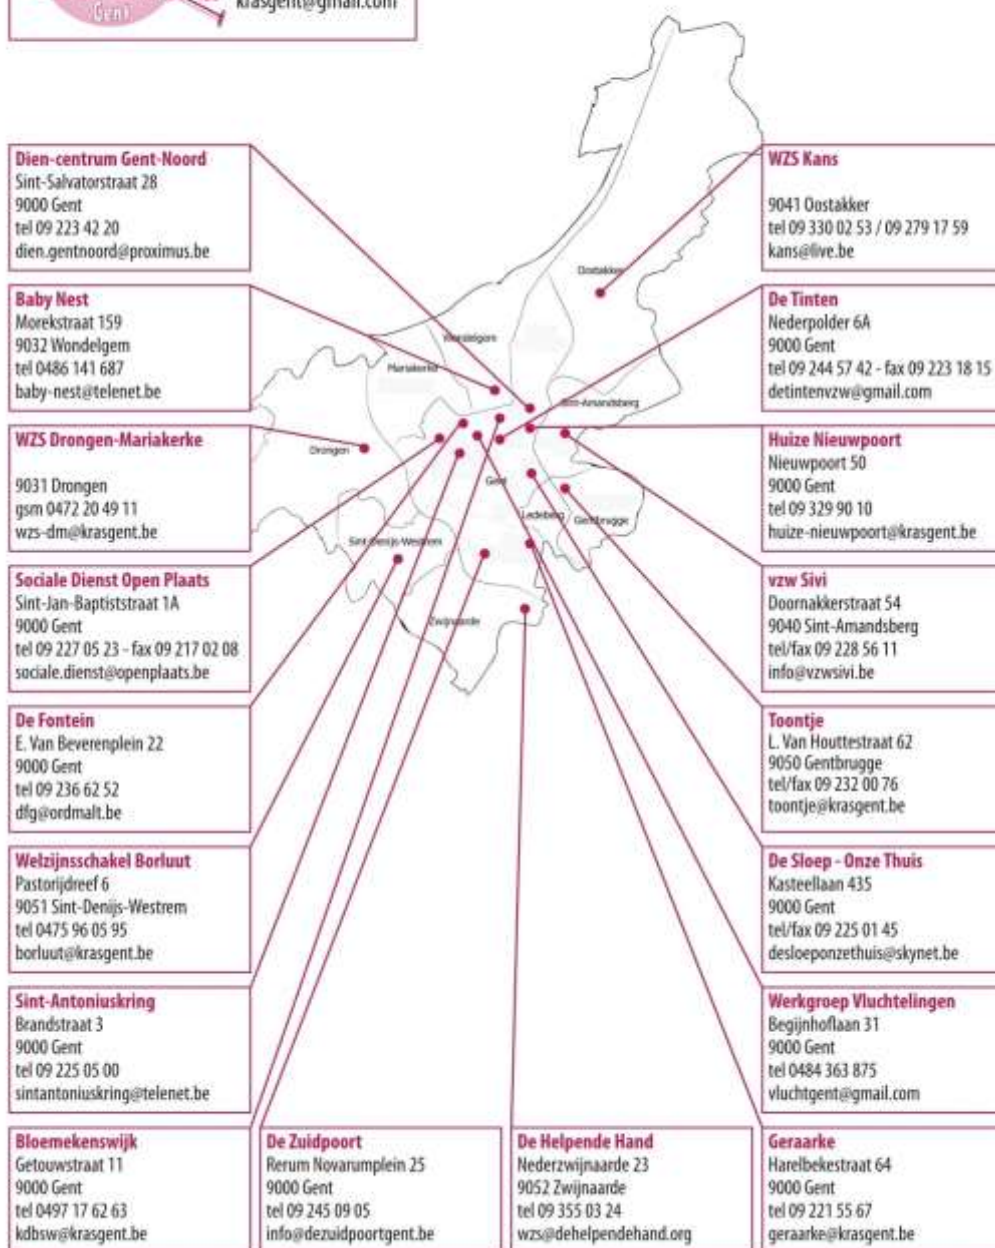 Gent
krasgent@gmail.com
Dien-centrum Gent-Noord
Sint-Salvatorstraat 28
9000 Gent
tel 09 223 42 20
dien.gentnoord@proximus.be
Baby Nest
Morekstraat 159
9032 Wondelgem
tel 0486 141 687
baby-nest@telenet.be
WZS Drongen-Mariakerke
9031 Drongen
gsm 0472 20 49 11
wzs-dm@krasgent.be
Sociale Dienst Open Plaats
Sint-Jan-Baptiststraat 1A
9000 Gent
tel 09 227 05 23 - fax 09 217 02 08
sociale.dienst@openplaats.be
De Fontein
E. Van Beverenplein 22
9000 Gent
tel 09 236 62 52
dfg@ordmalt.be
Welzijnsschakel Borluut
Pastorijdreef 6
9051 Sint-Denijs-Westrem
tel 0475 96 05 95
borluut@krasgent.be
Sint-Antoniuskring
Brandstraat 3
9000 Gent
tel 09 225 05 00
sintantoniuskring@telenet.be
Bloemekenswijk
Getouwstraat 11
9000 Gent
tel 0497 17 62 63
kdbsw@krasgent.be
De Zuidpoort
Rerum Novarumplein 25
9000 Gent
tel 09 245 09 05
info@dezuidpoortgent.be
De Helpende Hand
Nederzwijnaarde 23
9052 Zwijnaarde
tel 09 355 03 24
wzs@dehelpendehand.org
Oostakker
Wondelgem
Mariakerke
Sint-Amandsberg
Drongen
Gent
Ledeberg
Gentbrugge
Sint-Denijs-Westrem
Zwijnaarde
WZS Kans
9041 Oostakker
tel 09 330 02 53 / 09 279 17 59
kans@live.be
De Tinten
Nederpolder 6A
9000 Gent
tel 09 244 57 42 - fax 09 223 18 15
detintenvzw@gmail.com
Huize Nieuwpoort
Nieuwpoort 50
9000 Gent
tel 09 329 90 10
huize-nieuwpoort@krasgent.be
vzw Sivi
Doornakkerstraat 54
9040 Sint-Amandsberg
tel/fax 09 228 56 11
info@vzwsivi.be
Toontje
L. Van Houttestraat 62
9050 Gentbrugge
tel/fax 09 232 00 76
toontje@krasgent.be
De Sloep - Onze Thuis
Kasteellaan 435
9000 Gent
tel/fax 09 225 01 45
desloeponzethuis@skynet.be
Werkgroep Vluchtelingen
Begijnhoflaan 31
9000 Gent
tel 0484 363 875
vluchtgent@gmail.com
Geraarke
Harelbekestraat 64
9000 Gent
tel 09 221 55 67
geraarke@krasgent.be